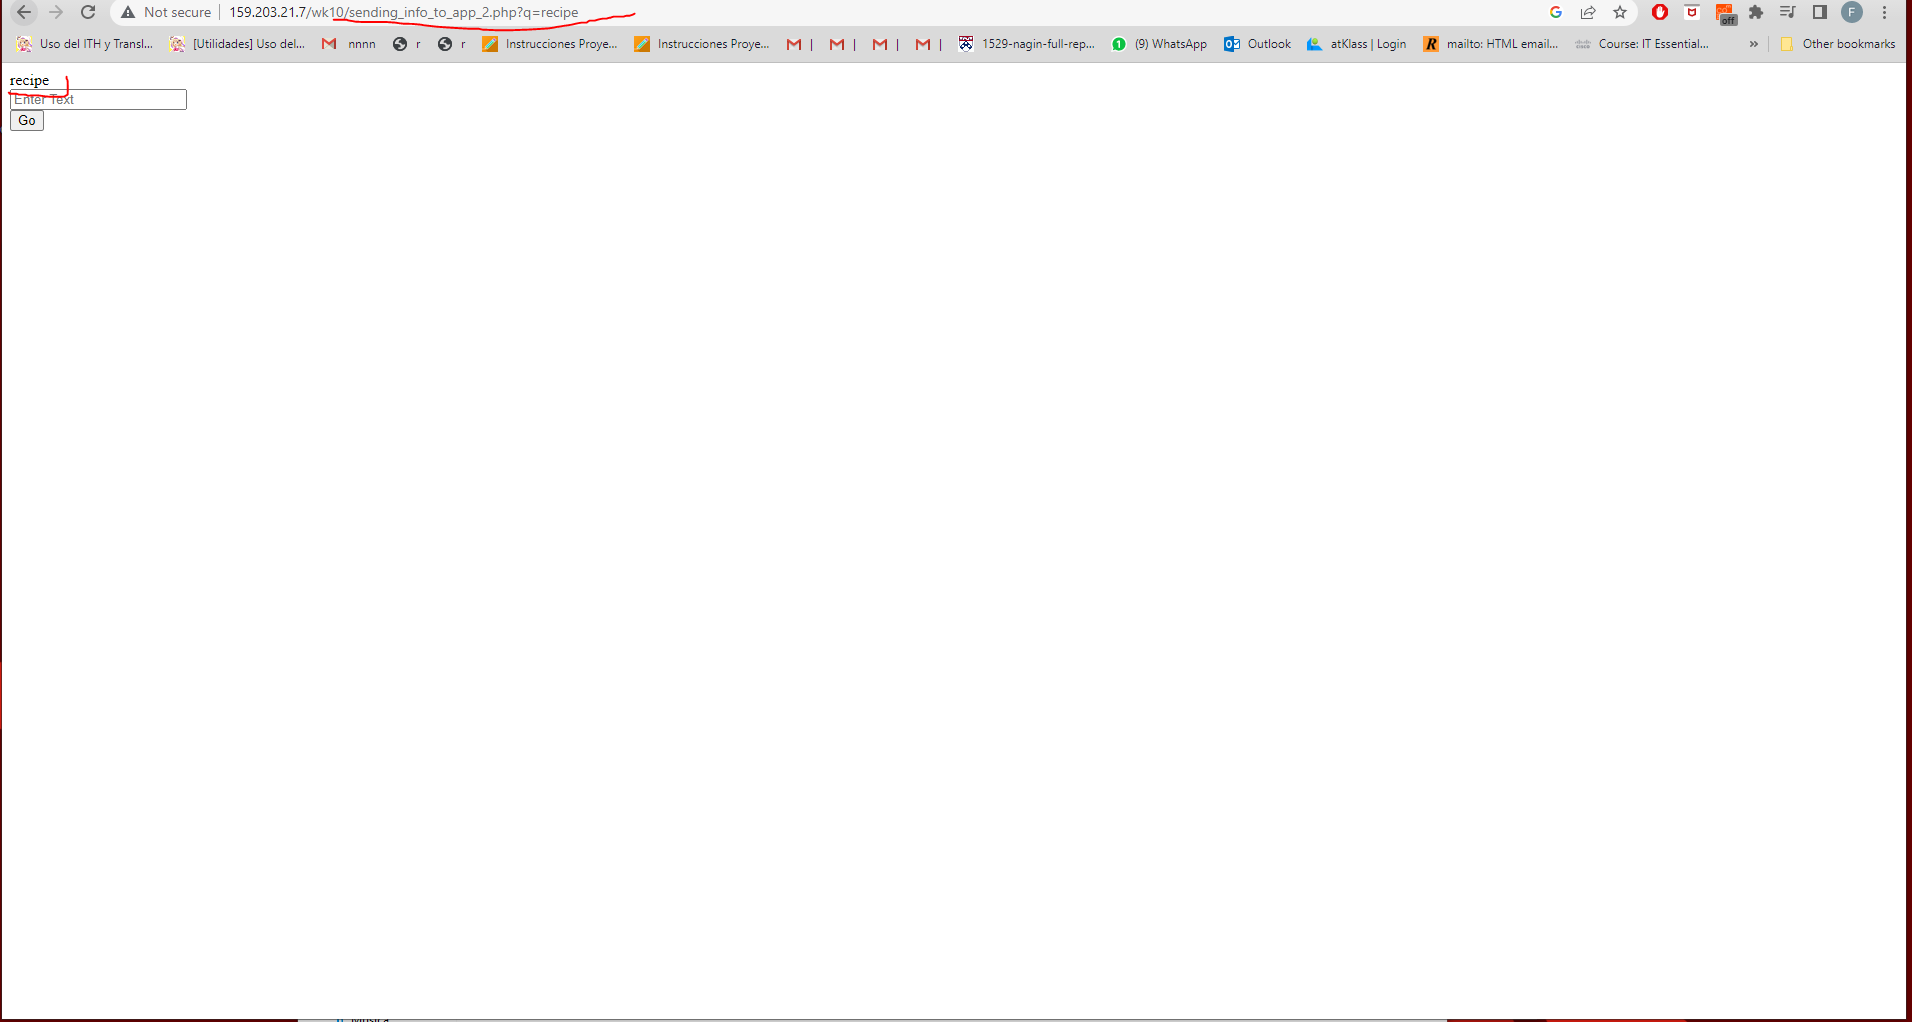 Not secure 159.203.21.7/wk10/sending_info_to_app_2.php?q=recipe off F
Uso del ITH y Transl... [Utilidades] Uso del... nnnn r r Instrucciones Proye... Instrucciones Proye... | | | | 1529-nagin-full-rep... (9) WhatsApp Outlook atKlass | Login mailto: HTML email... Course: IT Essential... » Other bookmarks
recipe
Enter Text
Go